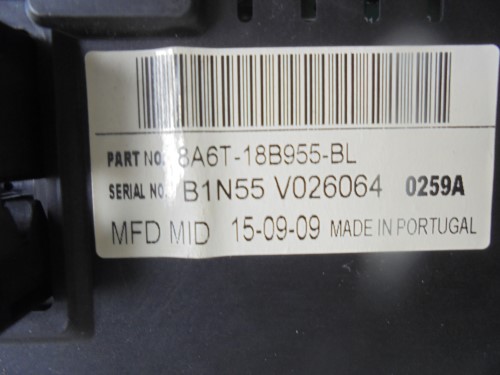 PART NO: 8A6T-18B955-BL
SERIAL NO: B1N55 V026064 0259A
MFD MID 15-09-09 MADE IN PORTUGAL